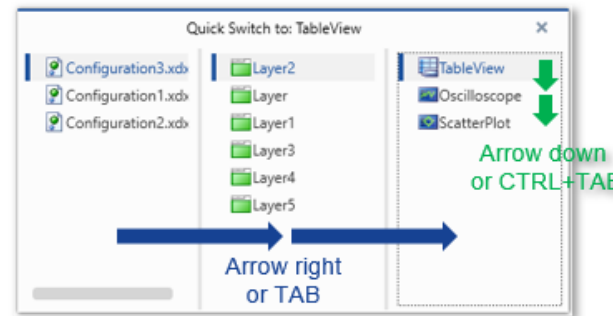 Quick Switch to: TableView
Configuration3.xdx
Configuration1.xdx
Configuration2.xdx
Layer2
Layer
Layer1
Layer3
Layer4
Layer5
TableView
Oscilloscope
ScatterPlot
Arrow down
or CTRL+TAB
Arrow right
or TAB